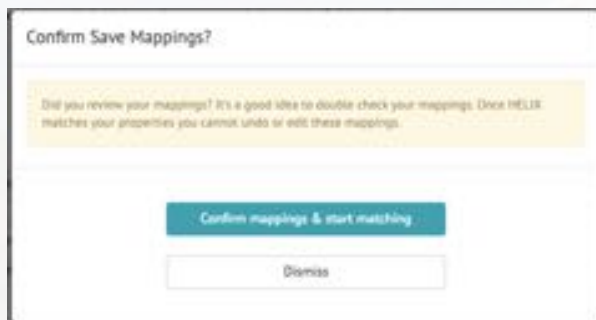 Confirm Save Mappings?
Did you review your mappings? It's a good idea to double check your mappings. Once HELIX
matches your properties you cannot undo or edit these mappings.
Confirm mappings & start matching
Dismiss